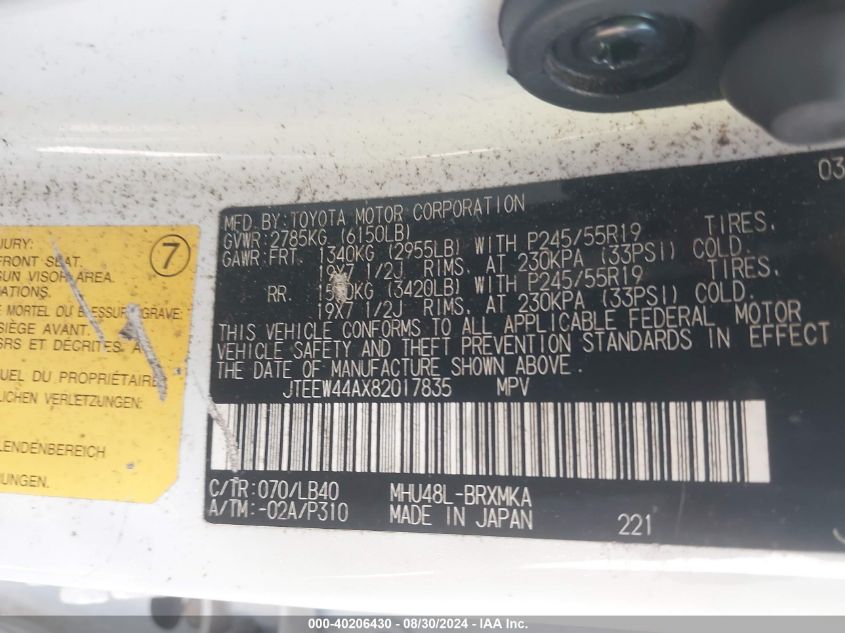 JURY:
FRONT SEAT.
SUN VISOR AREA.
ATIONS.
E MORTEL OU BLESSURE GRAVE:
SIÈGE AVANT.
SRS ET DÉCRITES À
UEL DU PROPRIÉTAIRE
LICHEN VERLETZUNGEN:
LENDENBEREICH
RUNGEN.
7
03
MFD. BY: TOYOTA MOTOR CORPORATION
GVWR: 2785KG (6150LB)
GAWR: FRT. 1340KG (2955LB) WITH P245/55R19 TIRES,
19X7 1/2J RIMS, AT 230KPA (33PSI) COLD.
RR. (3420LB) WITH P245/55R19 TIRES,
19X7 1/2J RIMS, AT 230KPA (33PSI) COLD.
THIS VEHICLE CONFORMS TO ALL APPLICABLE FEDERAL MOTOR
VEHICLE SAFETY AND THEFT PREVENTION STANDARDS IN EFFECT
THE DATE OF MANUFACTURE SHOWN ABOVE.
JTEEW44AX82017835 MPV
C/TR: 070/LB40 MHU48L-BRXMKA
A/TM: -02A/P310 MADE IN JAPAN 221
000-40206430 - 08/30/2024 - IAA Inc.